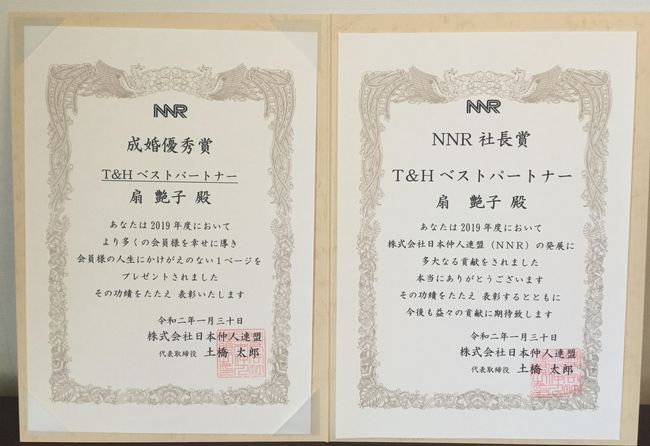 NNR
成婚優秀賞
T&Hベストパートナー
扇 艶子 殿
あなたは2019年度において
より多くの会員様を幸せに導き
会員様の人生にかけがえのない1ページを
プレゼントされました
その功績をたたえ 表彰いたします
令和二年一月三十日
株式会社日本仲人連盟
代表取締役 土橋 太郎
NNR
NNR 社長賞
T&Hベストパートナー
扇 艶子 殿
あなたは2019年度において
株式会社日本仲人連盟(NNR)の発展に
多大なる貢献をされました
本当にありがとうございます
その功績をたたえ 表彰するとともに
今後も益々の貢献に期待致します
令和二年一月三十日
株式会社日本仲人連盟
代表取締役 土橋 太郎